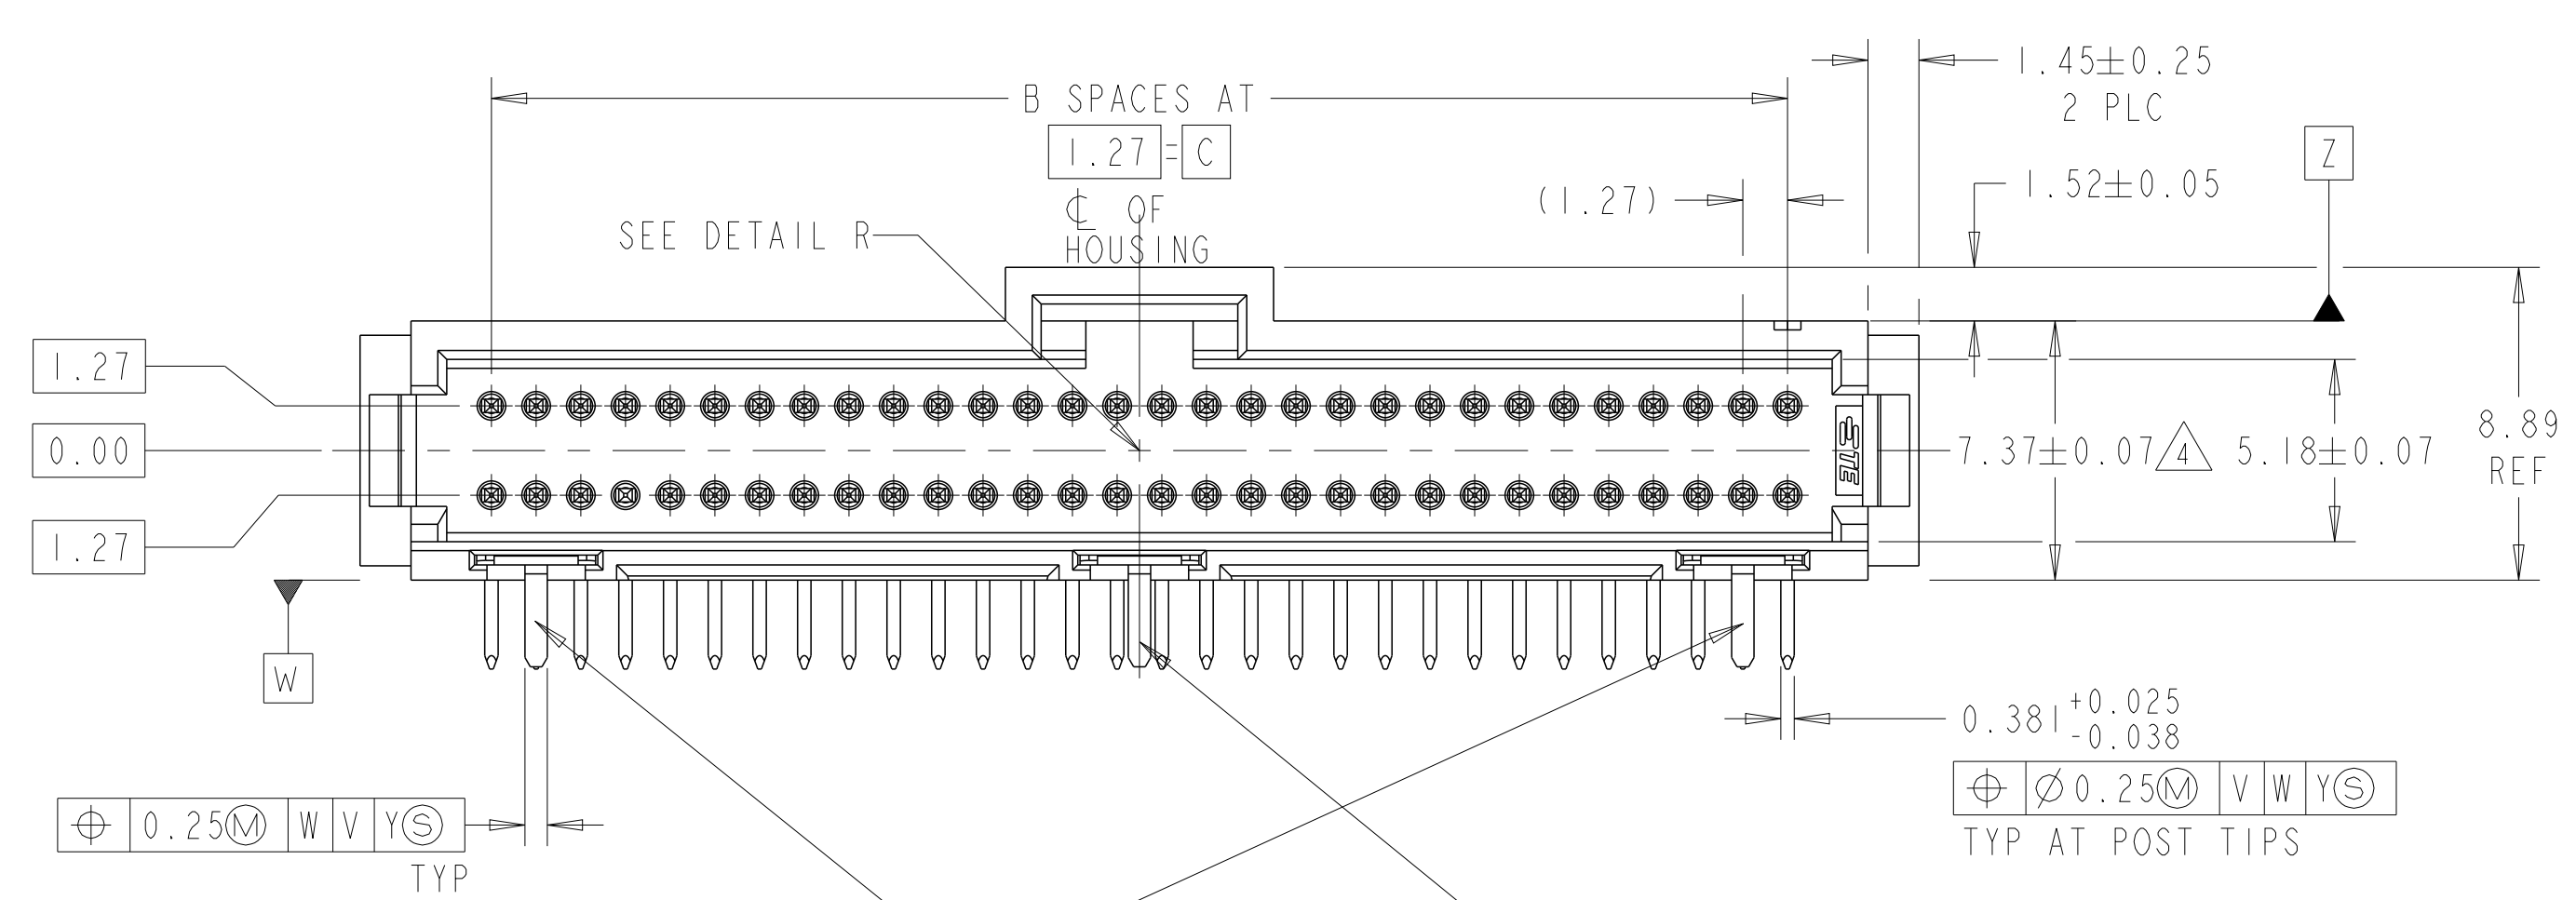 B SPACES AT
1.27 = C
℄ OF
HOUSING
SEE DETAIL R
(1.27)
1.45±0.25
2 PLC
1.52±0.05
Z
1.27
0.00
1.27
W
7.37±0.07 4
5.18±0.07
8.89
REF
TE
0.381 +0.025
-0.038
⌖ Ø0.25Ⓜ V W YⓈ
TYP AT POST TIPS
⌖ 0.25Ⓜ W V YⓈ
TYP